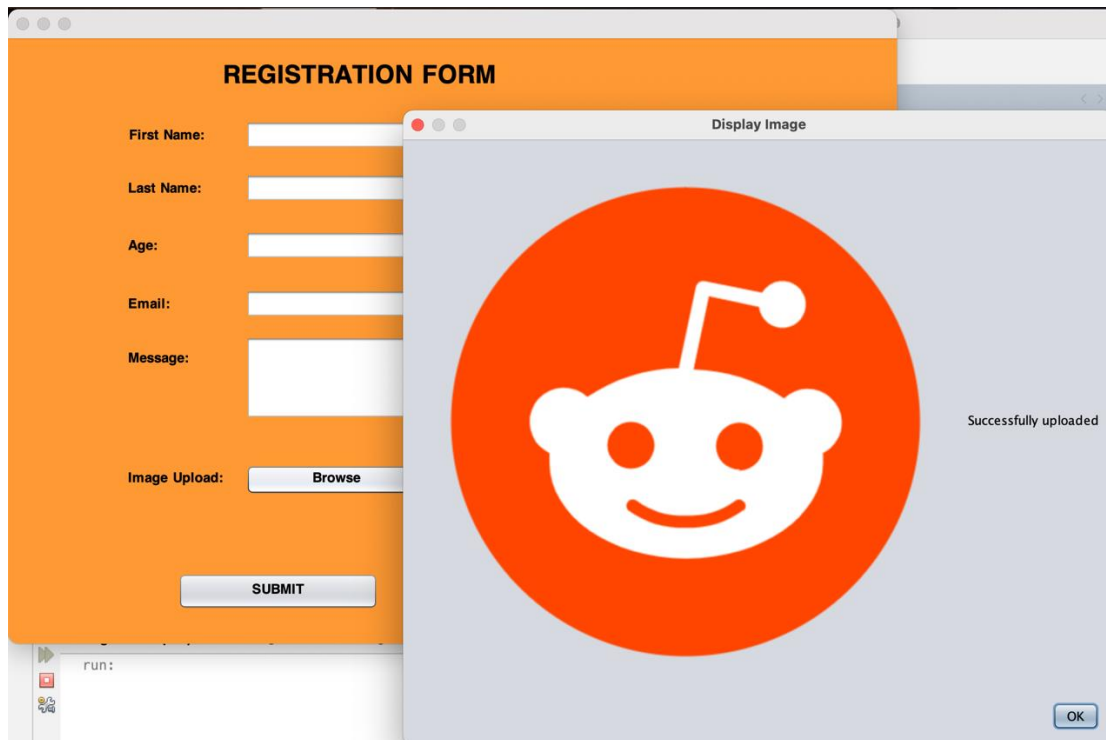 REGISTRATION FORM
First Name:
Last Name:
Age:
Email:
Message:
Image Upload:
Browse
SUBMIT
Display Image
Successfully uploaded
OK
run: